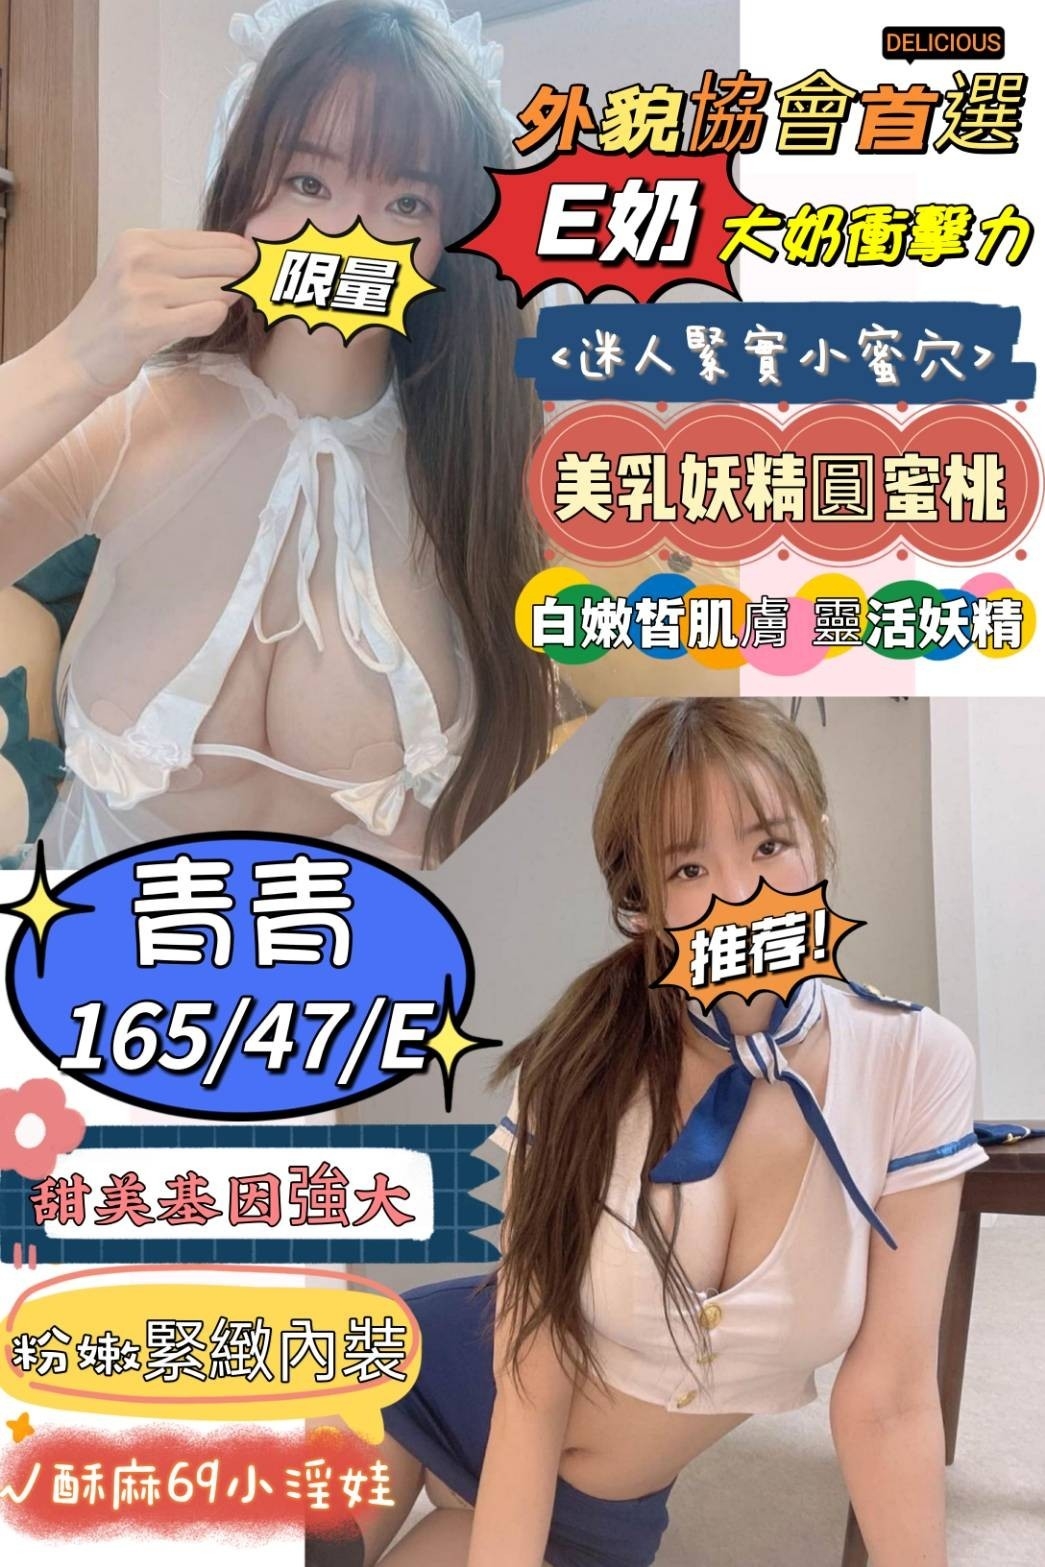 DELICIOUS
外貌協會首選
E奶
大奶衝擊力
限量
<迷人緊實小蜜穴>
美乳妖精圓蜜桃
白嫩皙肌膚 靈活妖精
青青
165/47/E
推荐!
甜美基因強大
粉嫩緊緻內裝
✓酥麻69小淫娃